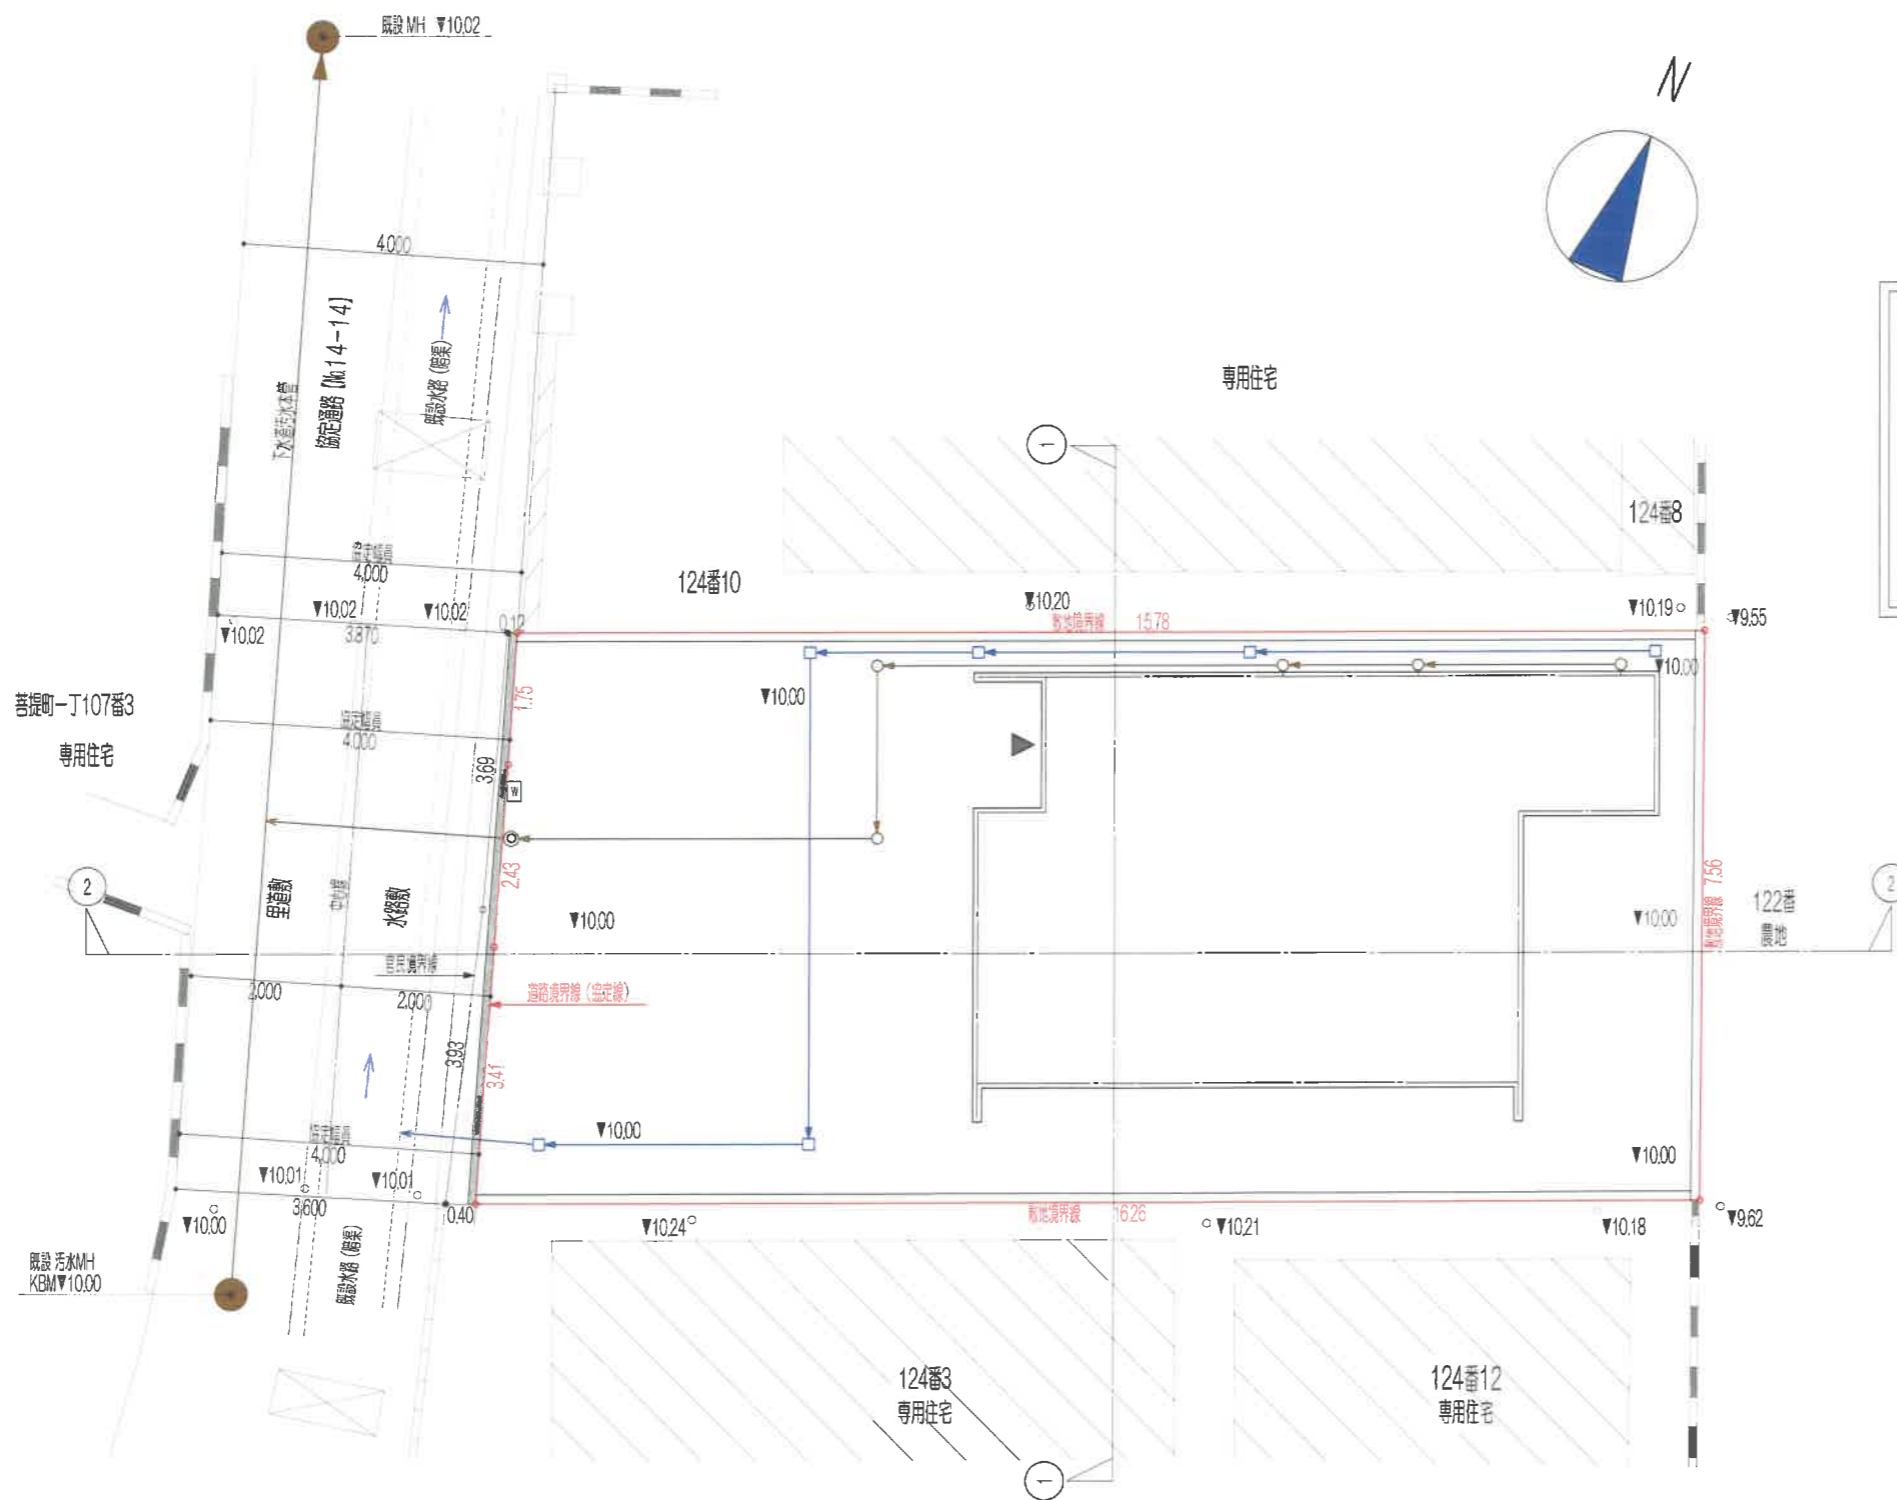 既設 MH ▼10.02
N
4.000
協定通路【No.14-14】
下水道汚水本管
既設水路 (暗渠)
専用住宅
1
124番8
協定幅員
4,000
124番10
▼10.02
▼10.02
▼10.02
3.870
0.12
▼10.20
敷地境界線 15.78
▼10.19
▼9.55
▼10.00
▼10.00
1.75
菩提町一丁107番3
専用住宅
協定幅員
4.000
3.69
W
2.43
2
里道敷
中心線
水路敷
▼10.00
▼10.00
敷地境界線 7.56
122番
農地
2
官民境界線
2.000
2.000
道路境界線 (協定線)
3.93
3.41
協定幅員
4,000
▼10.00
▼10.00
▼10.01
▼10.01
3.600
0.40
▼10.00
▼10.24
敷地境界線 16.26
▼10.21
▼10.18
▼9.62
既設 汚水MH
KBM▼10.00
既設水路 (暗渠)
124番3
専用住宅
124番12
専用住宅
1